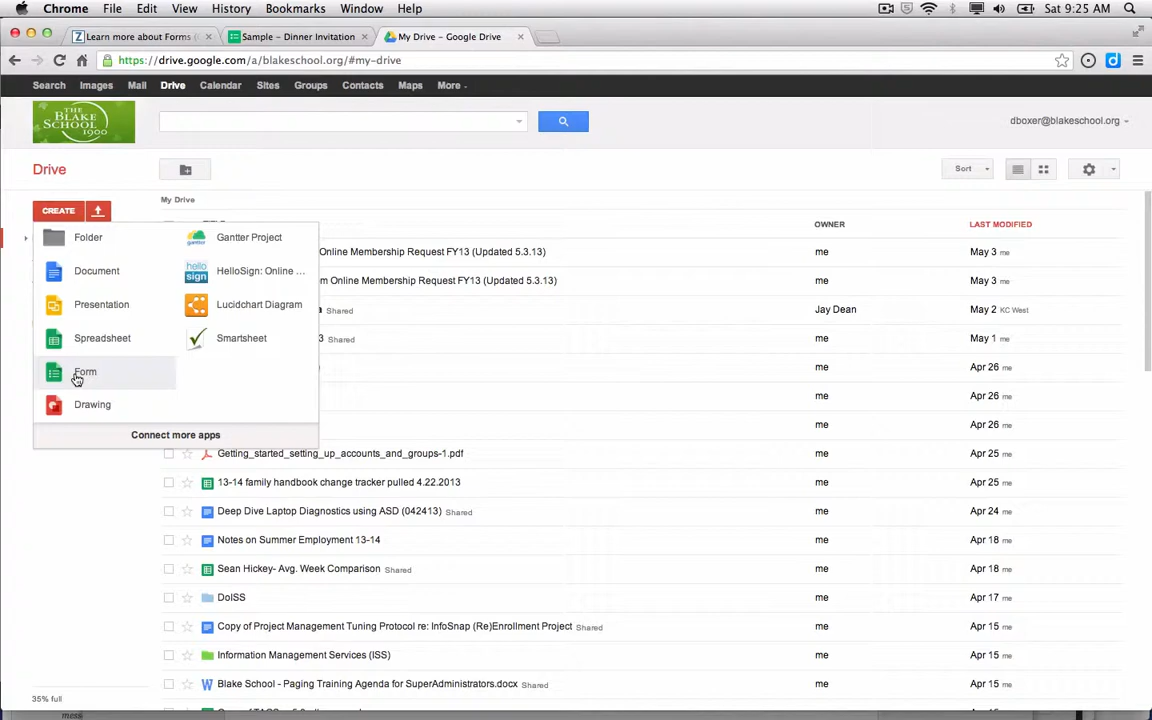 Chrome File Edit View History Bookmarks Window Help Sat 9:25 AM
Learn more about Forms ( Sample – Dinner Invitation My Drive – Google Drive
https://drive.google.com/a/blakeschool.org/#my-drive
Search Images Mail Drive Calendar Sites Groups Contacts Maps More
THE
BLAKE
SCHOOL
1900
dboxer@blakeschool.org
Drive
Sort
My Drive
CREATE
OWNER LAST MODIFIED
Folder Gantter Project
Online Membership Request FY13 (Updated 5.3.13) me May 3 me
Document hello sign HelloSign: Online ...
om Online Membership Request FY13 (Updated 5.3.13) me May 3 me
Presentation Lucidchart Diagram
Shared Jay Dean May 2 KC West
Spreadsheet Smartsheet
3 Shared me May 1 me
Form
me Apr 26 me
me Apr 26 me
Drawing
me Apr 26 me
Connect more apps
Getting_started_setting_up_accounts_and_groups-1.pdf me Apr 25 me
13-14 family handbook change tracker pulled 4.22.2013 me Apr 25 me
Deep Dive Laptop Diagnostics using ASD (042413) Shared me Apr 24 me
Notes on Summer Employment 13-14 me Apr 18 me
Sean Hickey- Avg. Week Comparison Shared me Apr 18 me
DoISS me Apr 17 me
Copy of Project Management Tuning Protocol re: InfoSnap (Re)Enrollment Project Shared me Apr 15 me
Information Management Services (ISS) me Apr 15 me
Blake School - Paging Training Agenda for SuperAdministrators.docx Shared me Apr 15 me
35% full